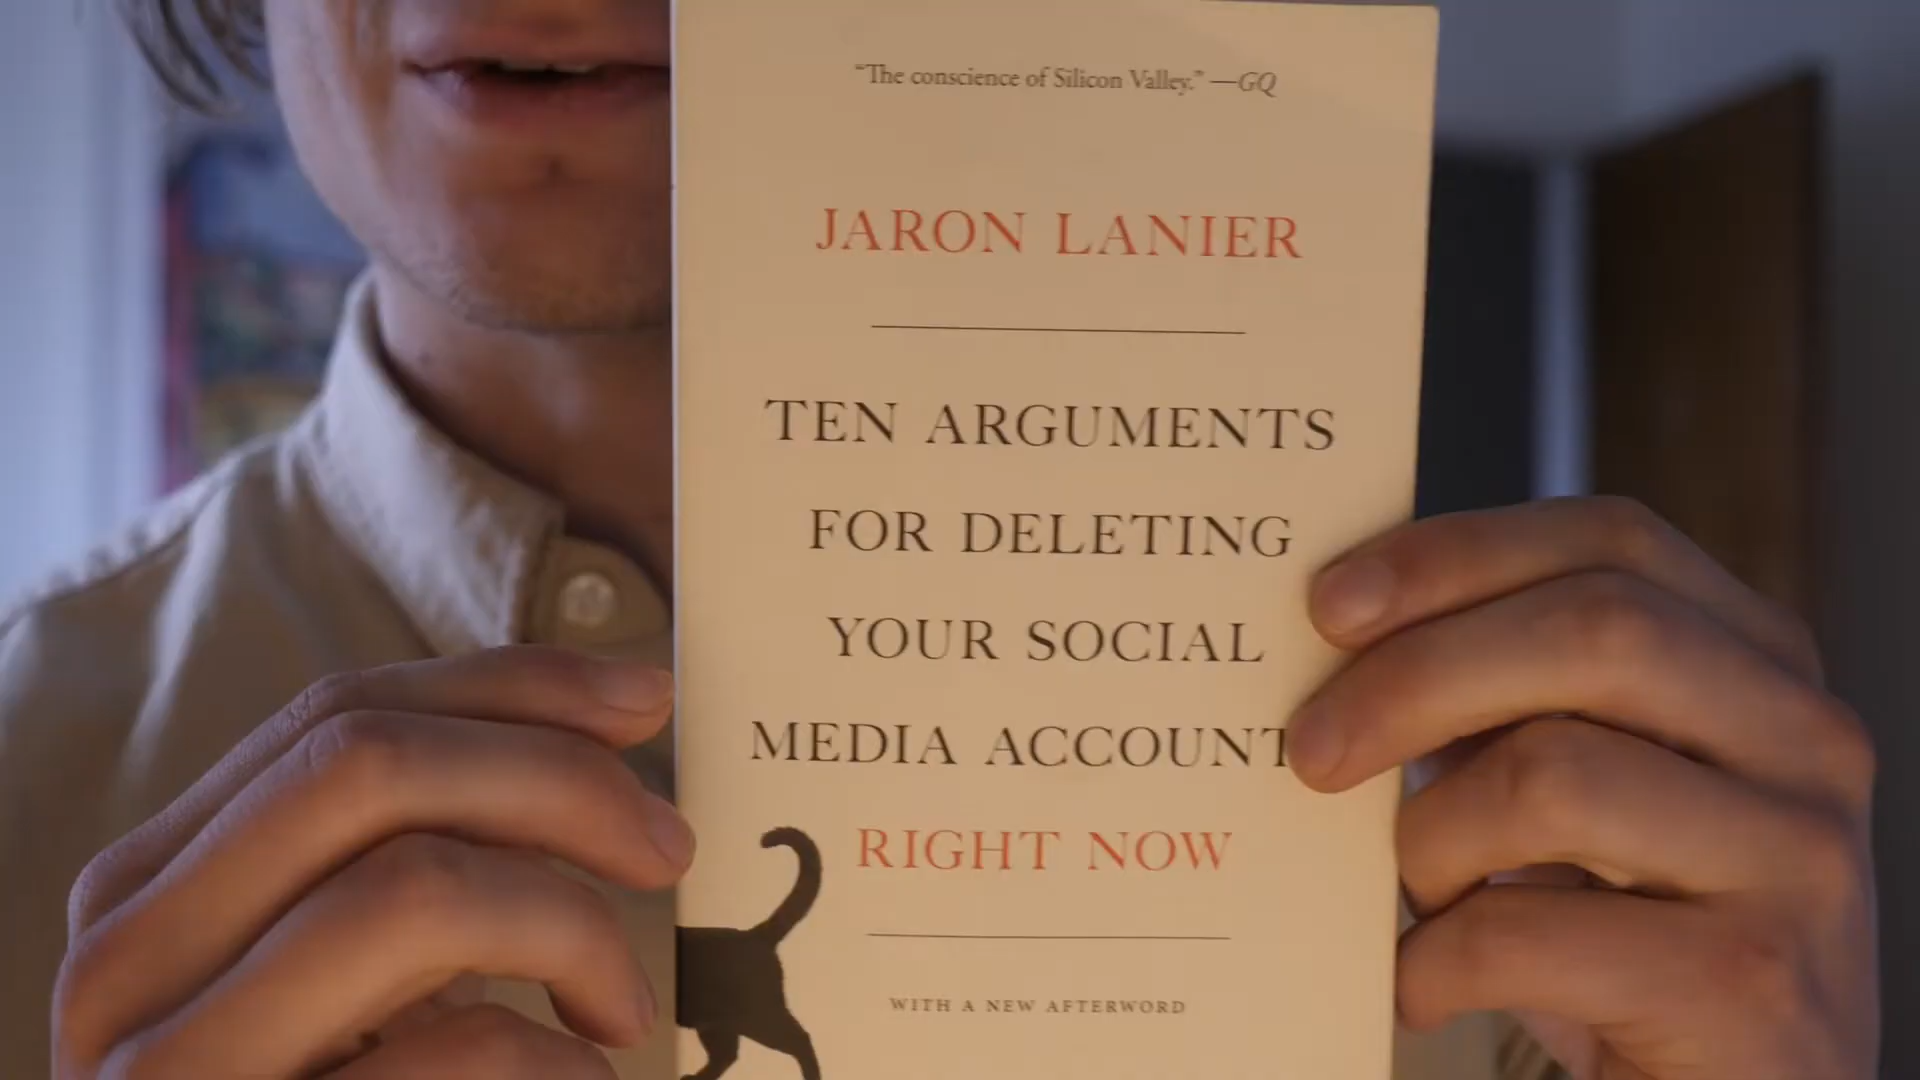 “The conscience of Silicon Valley.” —GQ
JARON LANIER
TEN ARGUMENTS
FOR DELETING
YOUR SOCIAL
MEDIA ACCOUNT
RIGHT NOW
WITH A NEW AFTERWORD